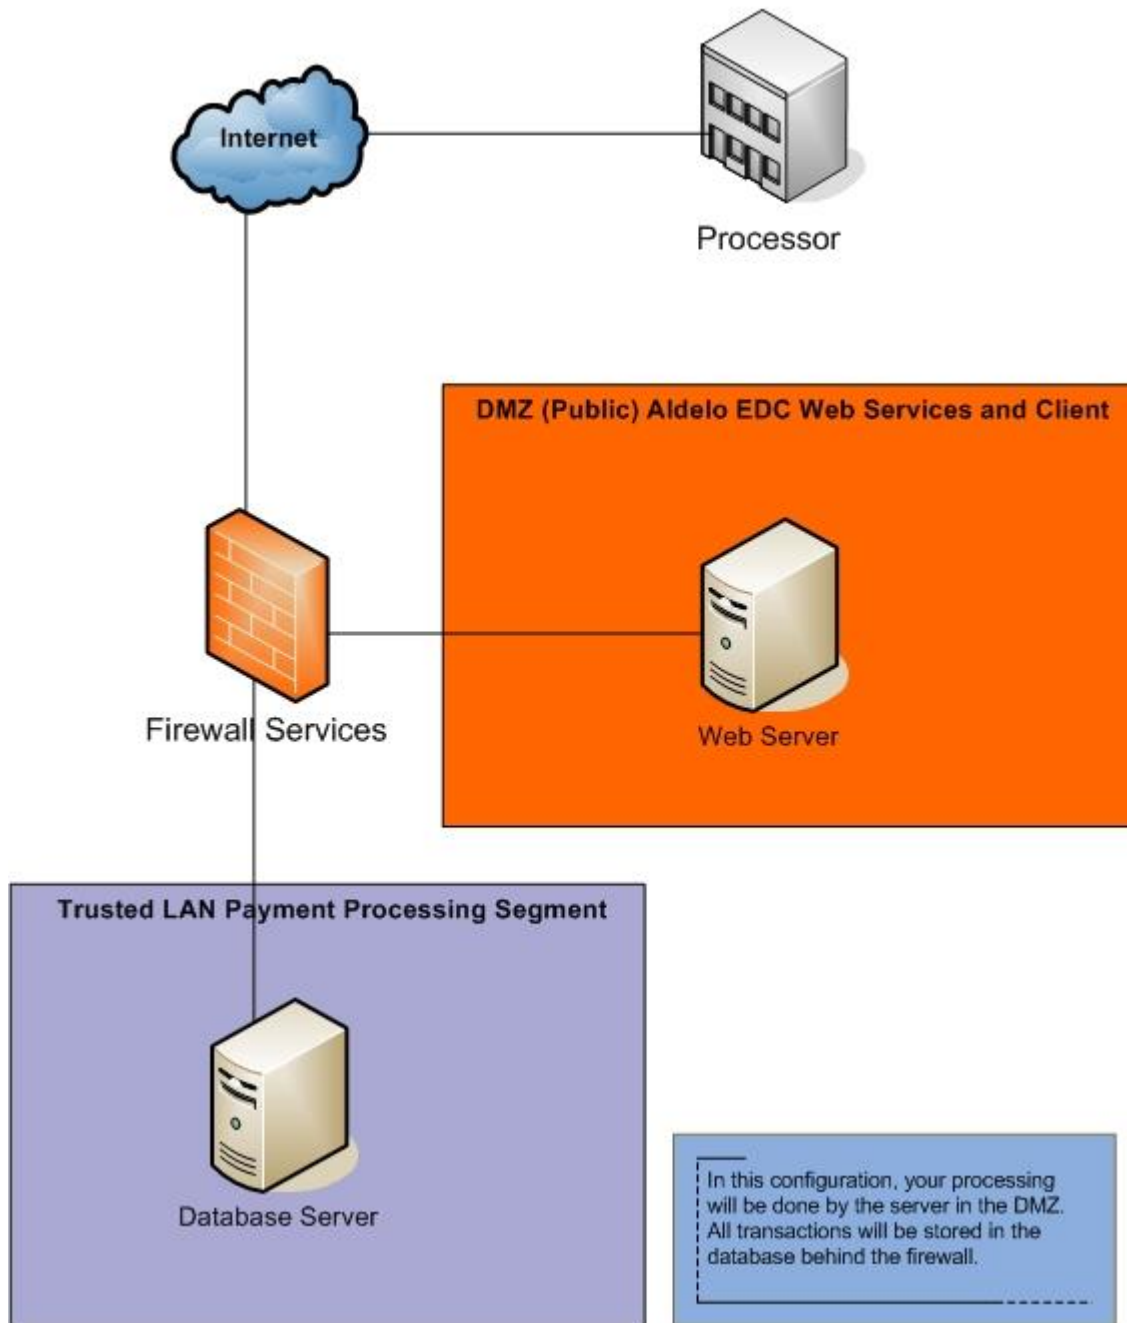 Internet
Processor
DMZ (Public) Aldelo EDC Web Services and Client
Firewall Services
Web Server
Trusted LAN Payment Processing Segment
Database Server
In this configuration, your processing
will be done by the server in the DMZ.
All transactions will be stored in the
database behind the firewall.